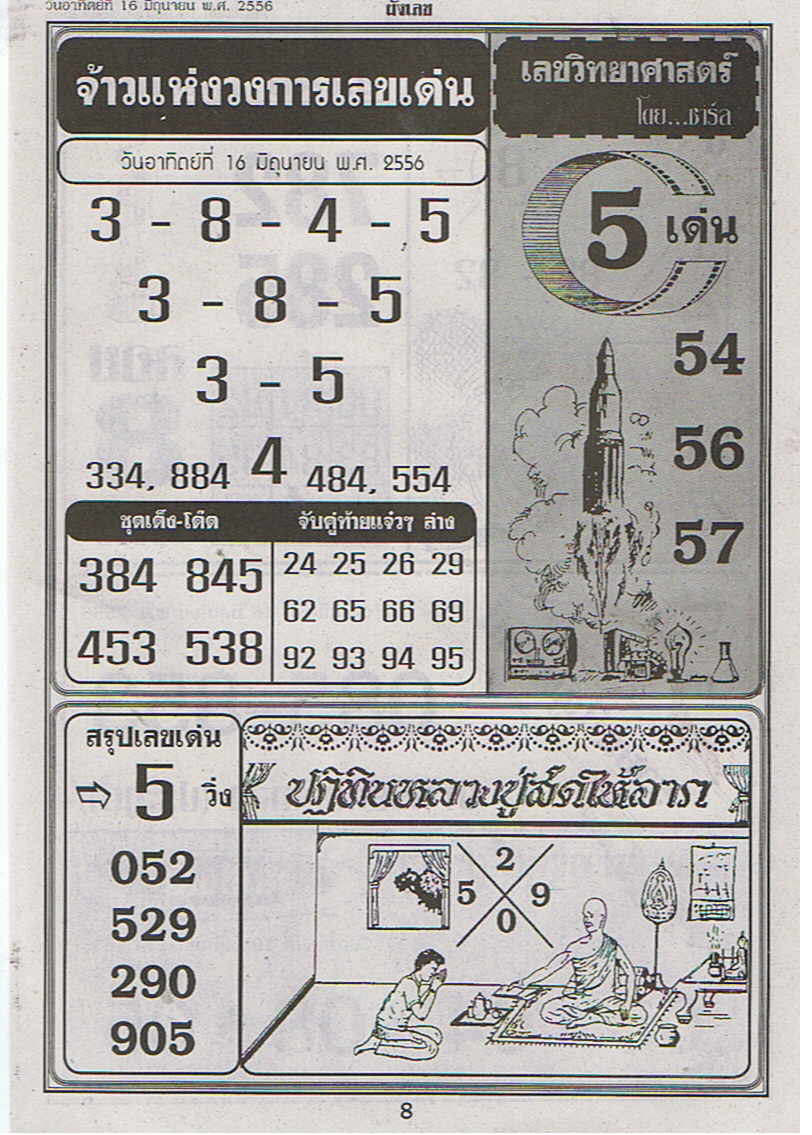 วันอาทิตย์ที่ 16 มิถุนายน พ.ศ. 2556
ผังเลข
จ้าวแห่งวงการเลขเด่น
วันอาทิตย์ที่ 16 มิถุนายน พ.ศ. 2556
3 - 8 - 4 - 5
3 - 8 - 5
3 - 5
334, 884 4 484, 554
ชุดเต็ง-โต๊ด
384 845
453 538
จับคู่ท้ายแจ๋วๆ ล่าง
24 25 26 29
62 65 66 69
92 93 94 95
เลขวิทยาศาสตร์
โดย...ชาร์ล
5 เด่น
54
56
57
สรุปเลขเด่น
5 วิ่ง
052
529
290
905
2
5 9
0
8